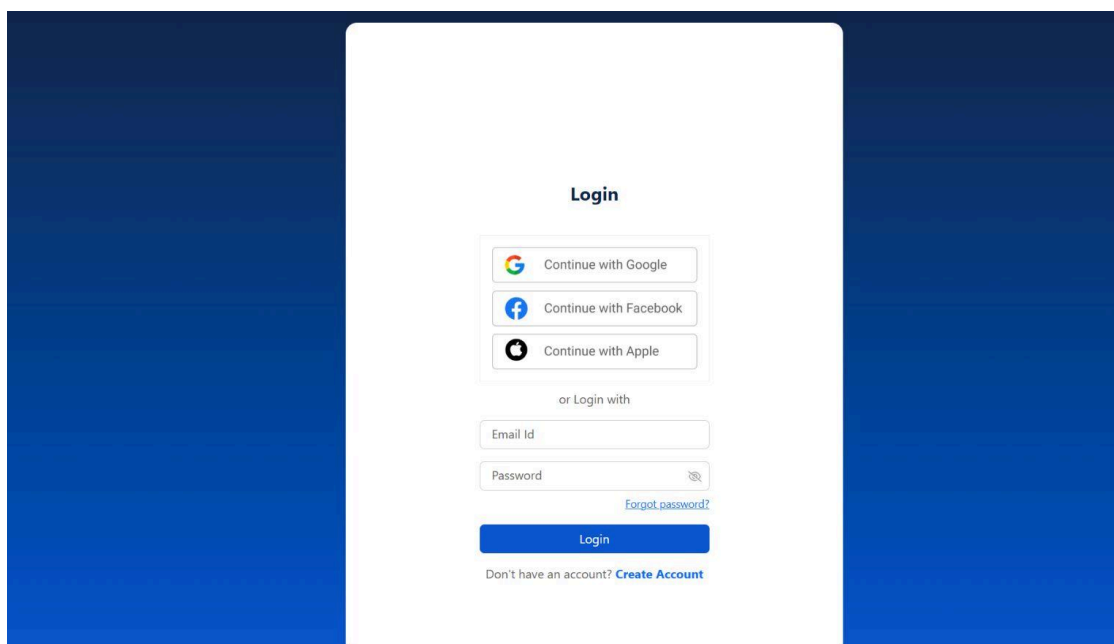 Login
Continue with Google
Continue with Facebook
Continue with Apple
or Login with
Email Id
Password
Forgot password?
Login
Don't have an account? Create Account